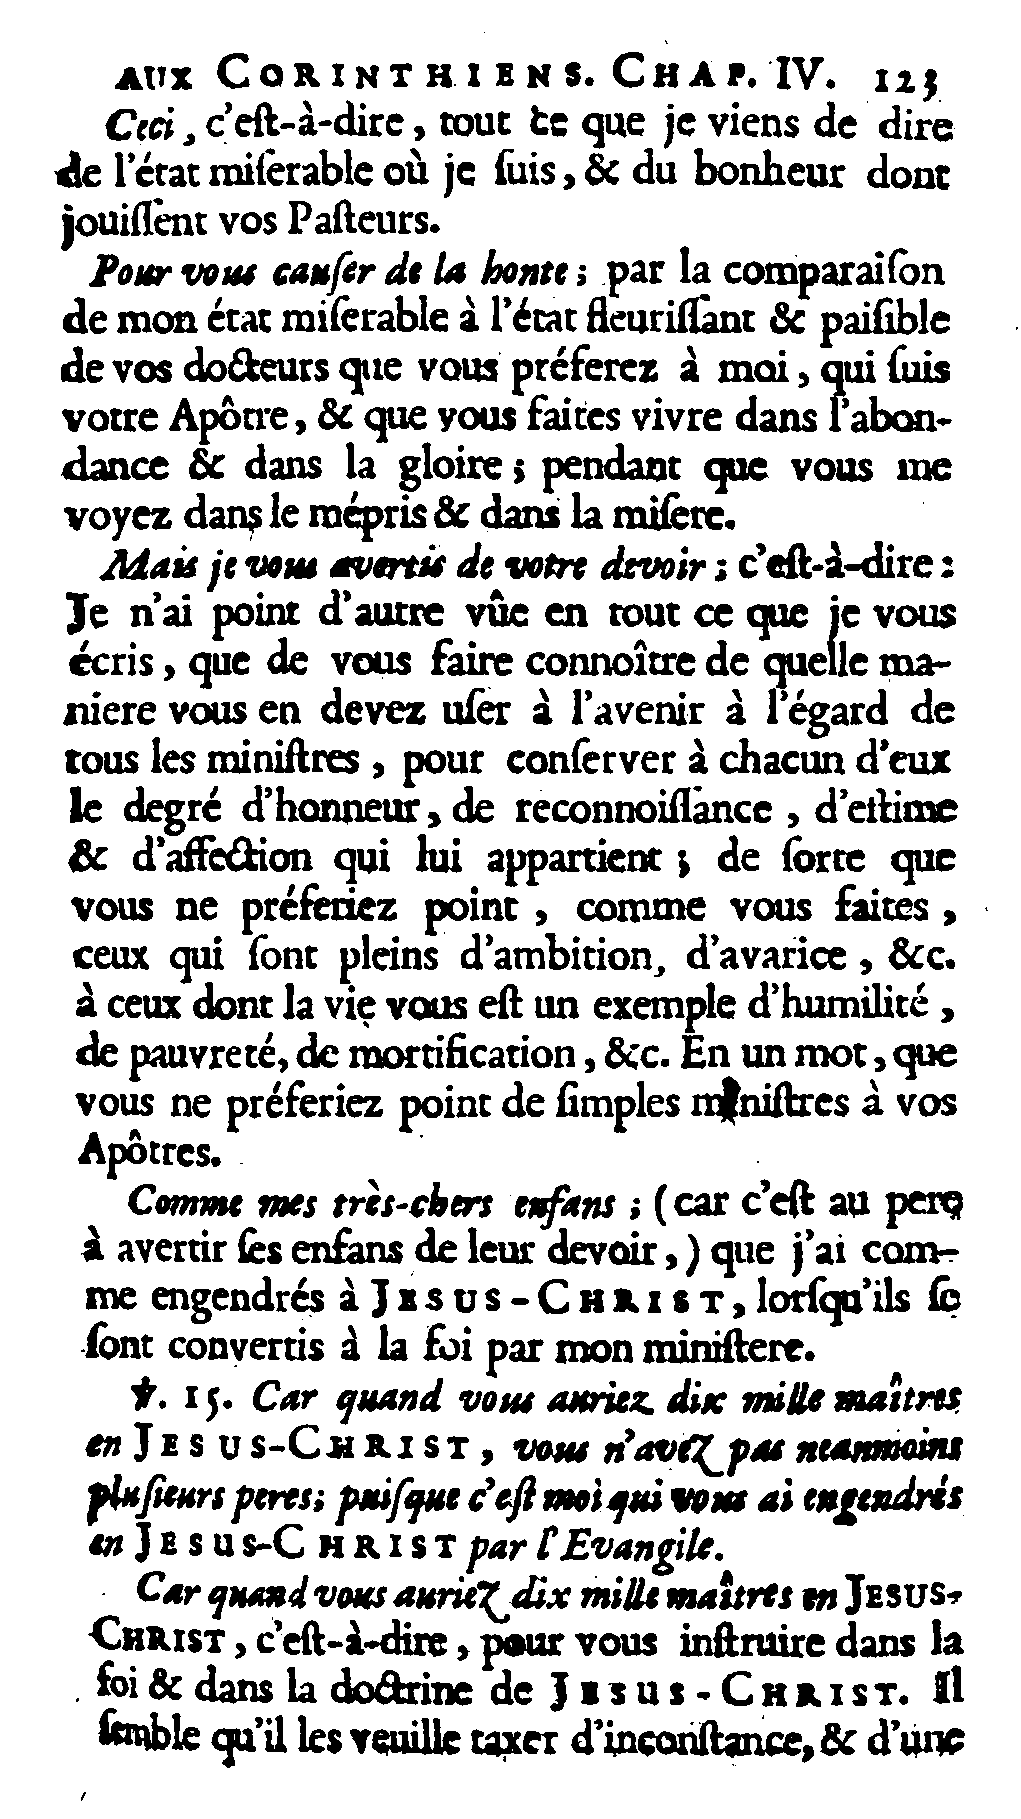 AUX CORINTHIENS. CHAP. IV. 123
Ceci, c'eſt-à-dire, tout ce que je viens de dire
de l'état miſerable où je ſuis, & du bonheur dont
jouiſſent vos Paſteurs.
Pour vous cauſer de la honte; par la comparaiſon
de mon état miſerable à l'état fleuriſſant & paiſible
de vos docteurs que vous préferez à moi, qui ſuis
votre Apôtre, & que vous faites vivre dans l'abon-
dance & dans la gloire; pendant que vous me
voyez dans le mépris & dans la miſere.
Mais je vous avertis de votre devoir; c'eſt-à-dire:
Je n'ai point d'autre vûe en tout ce que je vous
écris, que de vous faire connoître de quelle ma-
niere vous en devez uſer à l'avenir à l'égard de
tous les miniſtres, pour conſerver à chacun d'eux
le degré d'honneur, de reconnoiſſance, d'eſtime
& d'affection qui lui appartient; de ſorte que
vous ne préferiez point, comme vous faites,
ceux qui ſont pleins d'ambition, d'avarice, &c.
à ceux dont la vie vous eſt un exemple d'humilité,
de pauvreté, de mortification, &c. En un mot, que
vous ne préferiez point de ſimples miniſtres à vos
Apôtres.
Comme mes très-chers enfans; (car c'eſt au pere
à avertir ſes enfans de leur devoir,) que j'ai com-
me engendrés à JESUS-CHRIST, lorſqu'ils ſe
ſont convertis à la foi par mon miniſtere.
℣. 15. Car quand vous auriez dix mille maîtres
en JESUS-CHRIST, vous n'avez pas neanmoins
pluſieurs peres; puiſque c'eſt moi qui vous ai engendrés
en JESUS-CHRIST par l'Evangile.
Car quand vous auriez dix mille maîtres en JESUS-
CHRIST, c'eſt-à-dire, pour vous inſtruire dans la
foi & dans la doctrine de JESUS-CHRIST. Il
ſemble qu'il les veuille taxer d'inconſtance, & d'une